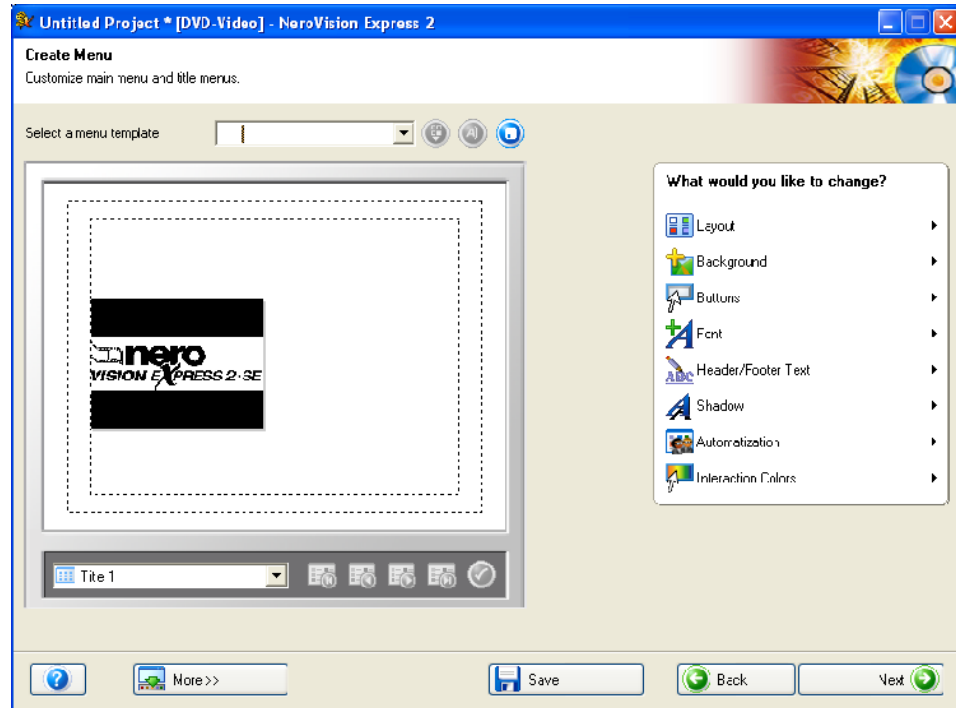 Untitled Project * [DVD-Video] - NeroVision Express 2
Create Menu
Customize main menu and title menus.
Select a menu template
What would you like to change?
Layout
Background
Buttons
Font
Header/Footer Text
Shadow
Automatization
Interaction Colors
nero
VISION EXPRESS 2·SE
Title 1
More>>
Save
Back
Next